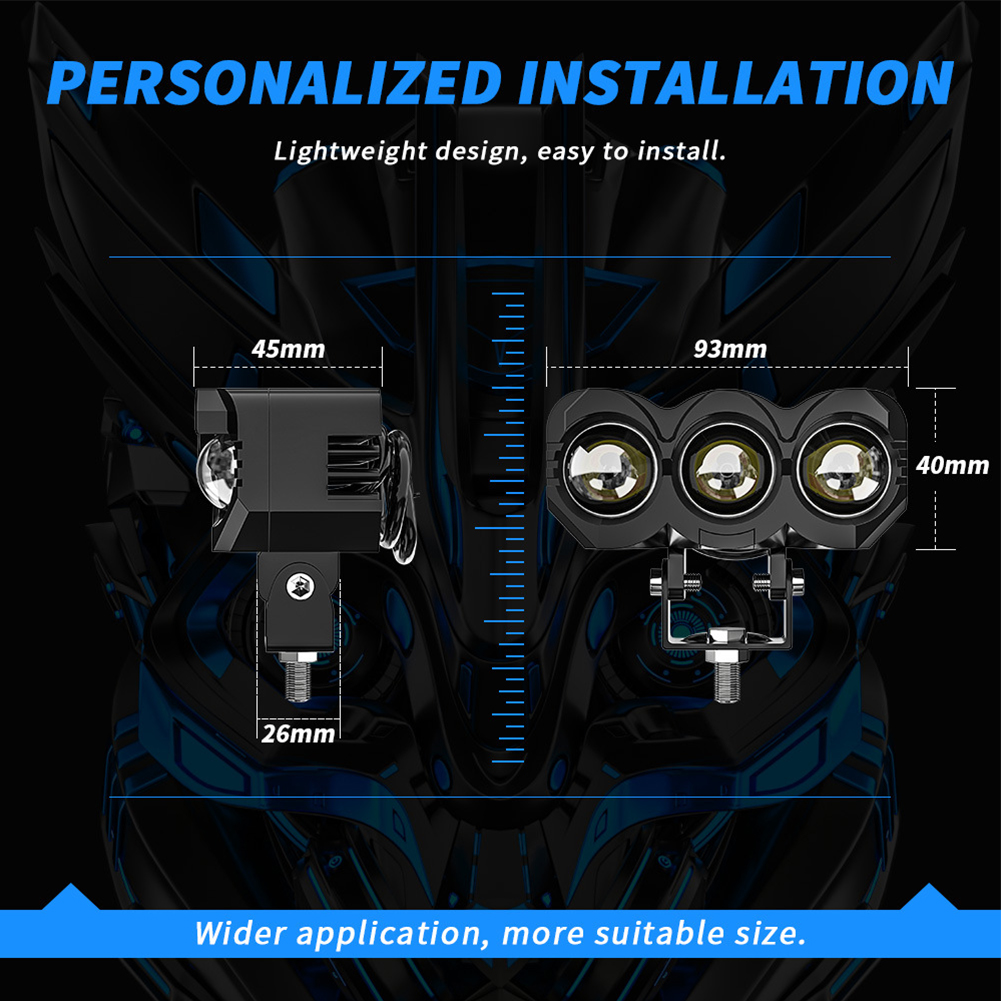 PERSONALIZED INSTALLATION
Lightweight design, easy to install.
45mm
93mm
40mm
26mm
Wider application, more suitable size.